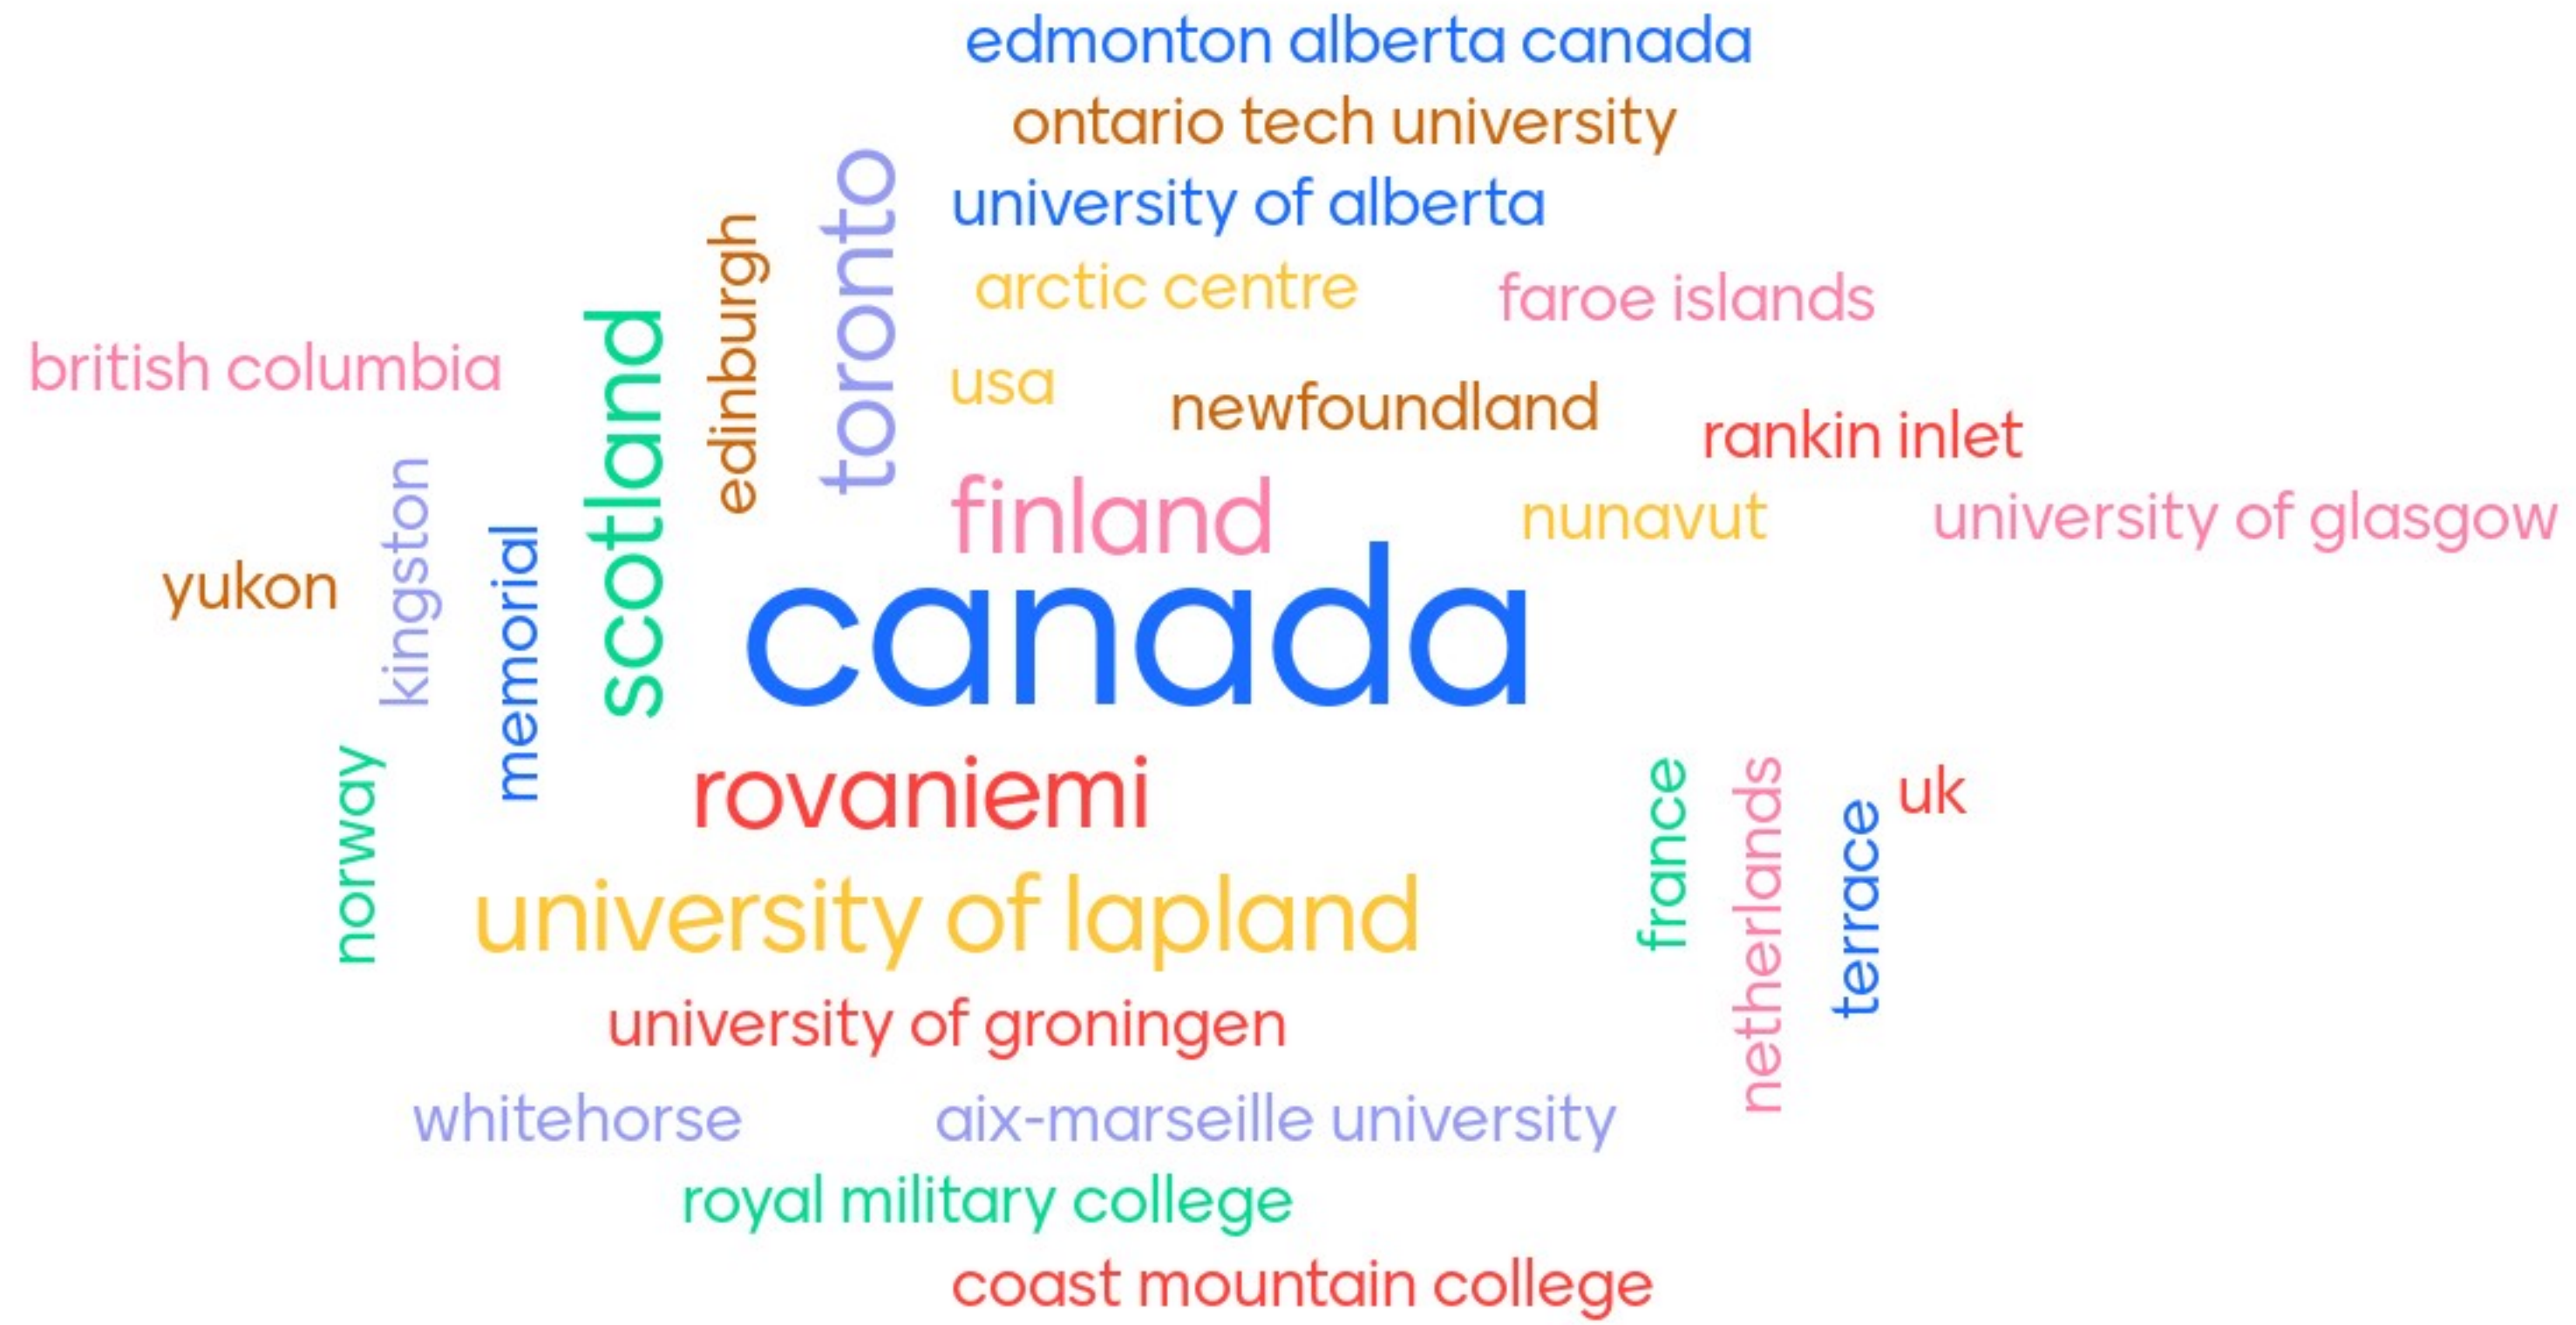 edmonton alberta canada
ontario tech university
toronto
university of alberta
edinburgh
arctic centre
faroe islands
scotland
british columbia
usa
newfoundland
rankin inlet
kingston
finland
nunavut
university of glasgow
memorial
yukon
canada
norway
rovaniemi
france
netherlands
uk
terrace
university of lapland
university of groningen
whitehorse
aix-marseille university
royal military college
coast mountain college